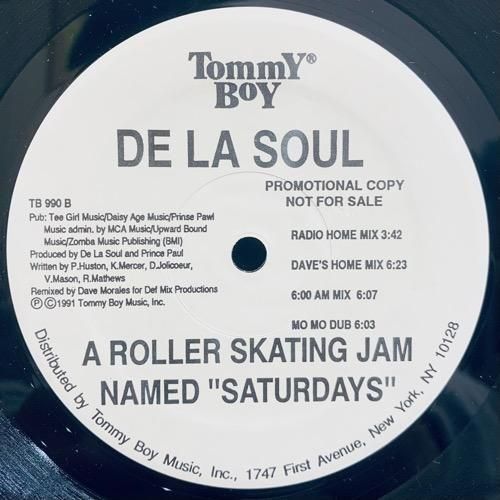 Tommy®
Boy
DE LA SOUL
PROMOTIONAL COPY
NOT FOR SALE
TB 990 B
Pub: Tee Girl Music/Daisy Age Music/Prinse Pawl
Music admin. by MCA Music/Upward Bound
Music/Zomba Music Publishing (BMI)
Produced by De La Soul and Prince Paul
Written by P.Huston, K.Mercer, D.Jolicoeur,
V.Mason, R.Mathews
Remixed by Dave Morales for Def Mix Productions
Ⓟ©1991 Tommy Boy Music, Inc.
RADIO HOME MIX 3:42
DAVE'S HOME MIX 6:23
6:00 AM MIX 6:07
MO MO DUB 6:03
A ROLLER SKATING JAM
NAMED "SATURDAYS"
Distributed by Tommy Boy Music, Inc., 1747 First Avenue, New York, NY 10128